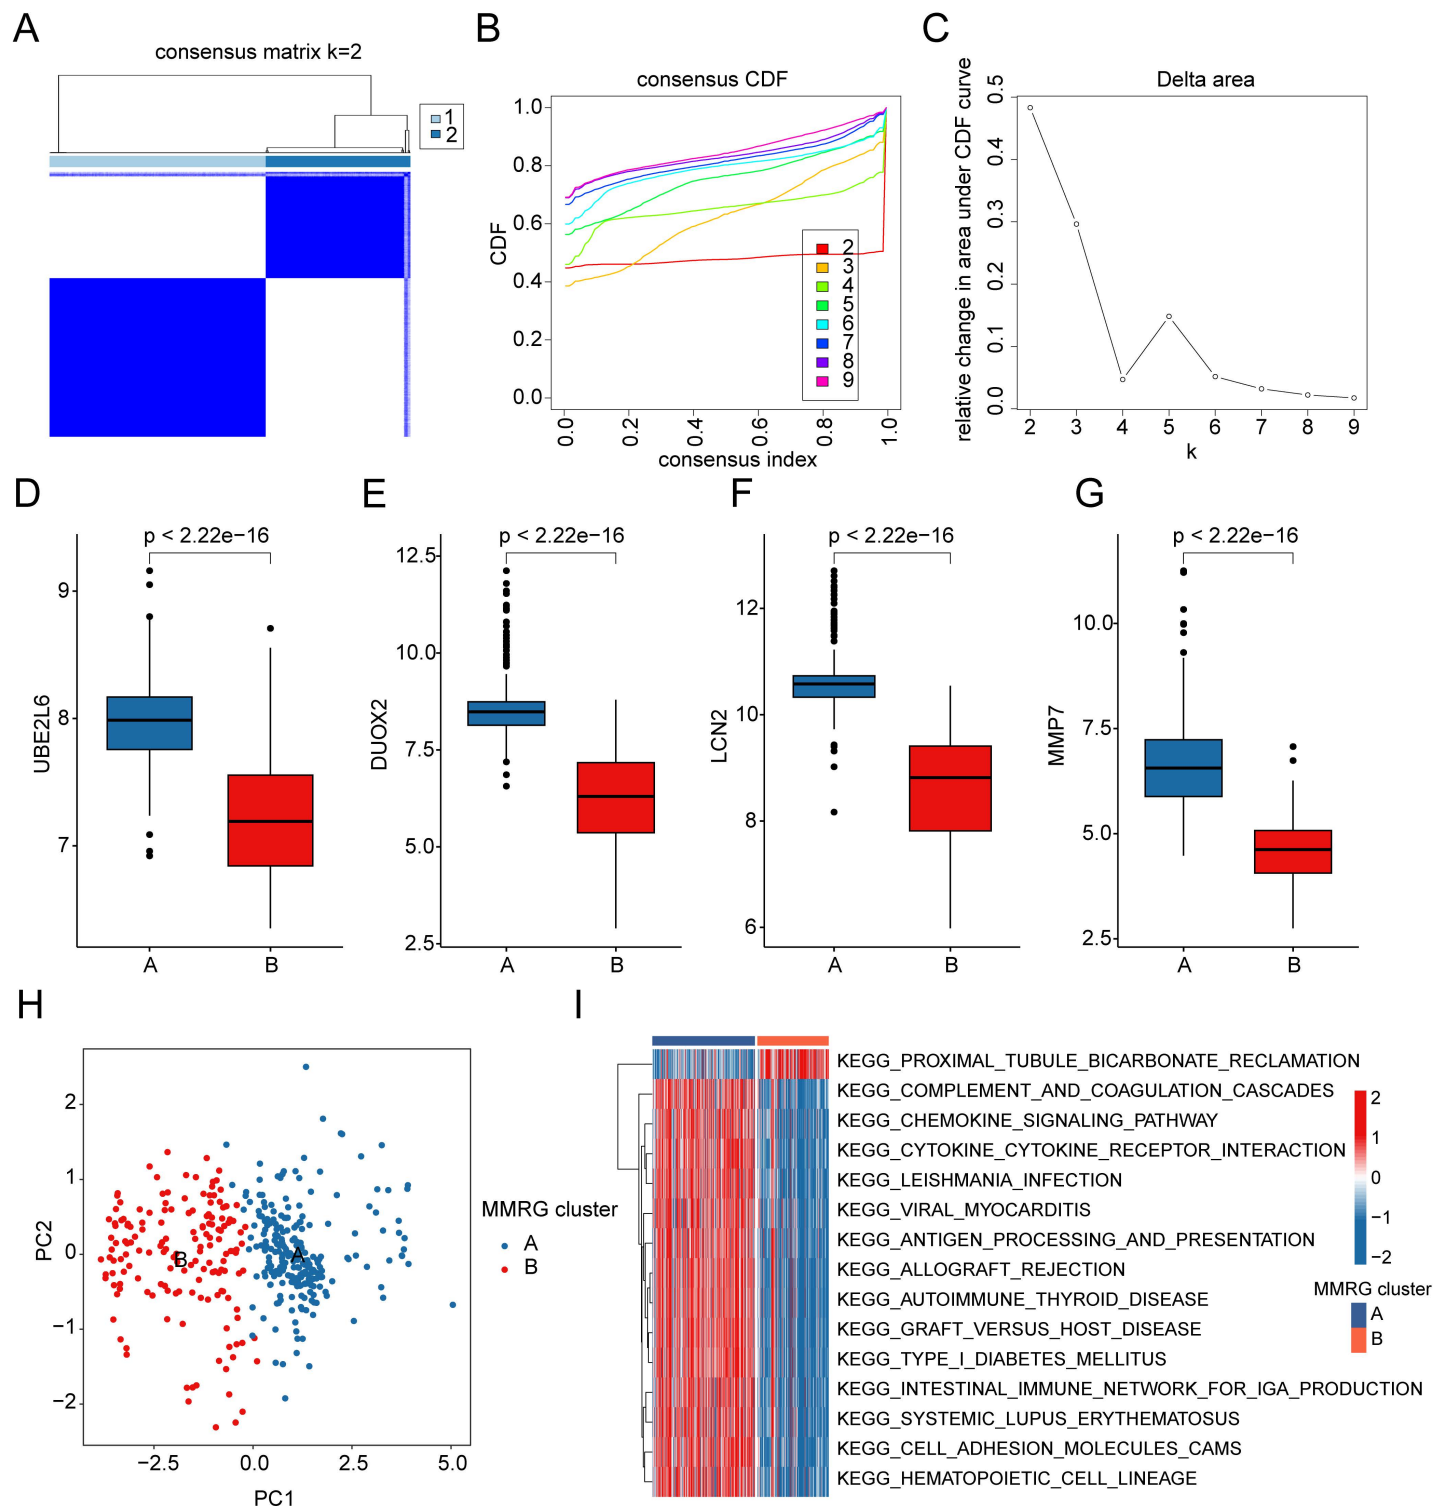 A
consensus matrix k=2
1
2
B
consensus CDF
CDF
1.0
0.8
0.6
0.4
0.2
0.0
0.0
0.2
0.4
0.6
0.8
1.0
consensus index
2
3
4
5
6
7
8
9
C
Delta area
relative change in area under CDF curve
0.5
0.4
0.3
0.2
0.1
0.0
2
3
4
5
6
7
8
9
k
D
p < 2.22e−16
UBE2L6
9
8
7
A
B
E
p < 2.22e−16
DUOX2
12.5
10.0
7.5
5.0
2.5
A
B
F
p < 2.22e−16
LCN2
12
10
8
6
A
B
G
p < 2.22e−16
MMP7
10.0
7.5
5.0
2.5
A
B
H
PC2
2
1
0
−1
−2
−2.5
0.0
2.5
5.0
PC1
B
A
MMRG cluster
A
B
I
KEGG_PROXIMAL_TUBULE_BICARBONATE_RECLAMATION
KEGG_COMPLEMENT_AND_COAGULATION_CASCADES
KEGG_CHEMOKINE_SIGNALING_PATHWAY
KEGG_CYTOKINE_CYTOKINE_RECEPTOR_INTERACTION
KEGG_LEISHMANIA_INFECTION
KEGG_VIRAL_MYOCARDITIS
KEGG_ANTIGEN_PROCESSING_AND_PRESENTATION
KEGG_ALLOGRAFT_REJECTION
KEGG_AUTOIMMUNE_THYROID_DISEASE
KEGG_GRAFT_VERSUS_HOST_DISEASE
KEGG_TYPE_I_DIABETES_MELLITUS
KEGG_INTESTINAL_IMMUNE_NETWORK_FOR_IGA_PRODUCTION
KEGG_SYSTEMIC_LUPUS_ERYTHEMATOSUS
KEGG_CELL_ADHESION_MOLECULES_CAMS
KEGG_HEMATOPOIETIC_CELL_LINEAGE
2
1
0
−1
−2
MMRG cluster
A
B